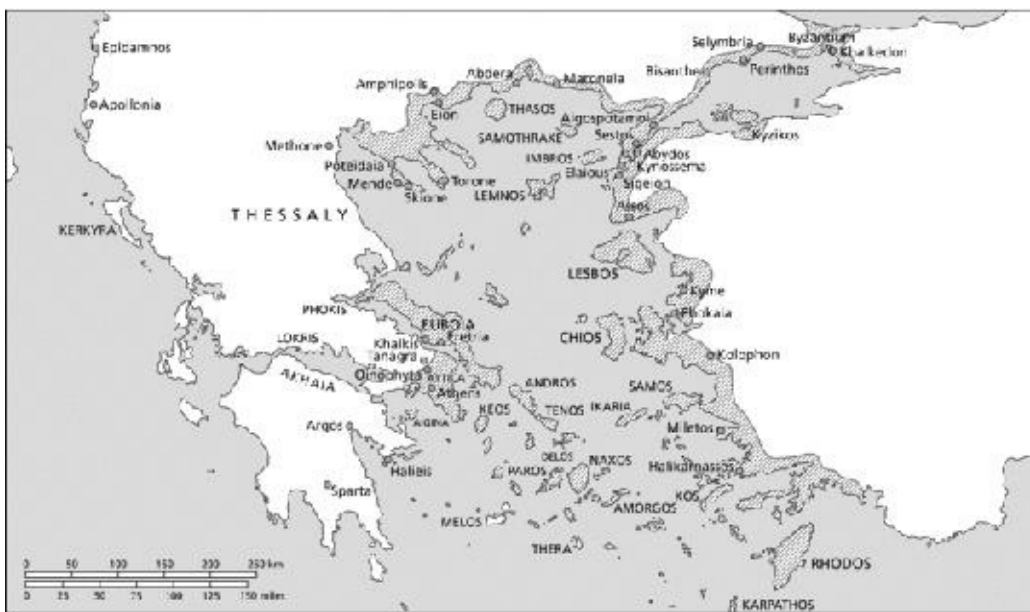 Epidamnos
Selymbria
Byzantium
Khalkedon
Perinthos
Bisanthe
Abdera
Maroneia
Amphipolis
Eion
THASOS
Apollonia
Aigospotamoi
Sestos
SAMOTHRAKE
Kyzikos
Methone
IMBROS
Abydos
Poteidaia
Elaious
Kynossema
Mende
Torone
Sigeion
Skione
LEMNOS
Assos
THESSALY
KERKYRA
LESBOS
Kyme
PHOKIS
Phokaia
EUBOIA
Eretria
LOKRIS
Khalkis
CHIOS
Tanagra
Kolophon
Oinophyta
ATTICA
AKHAIA
Athens
ANDROS
SAMOS
KEOS
TENOS
IKARIA
Argos
AIGINA
Miletos
DELOS
Halieis
PAROS
NAXOS
Halikarnassos
Sparta
KOS
AMORGOS
MELOS
THERA
RHODOS
KARPATHOS
0 50 100 150 200 250 km
0 25 50 75 100 125 150 miles